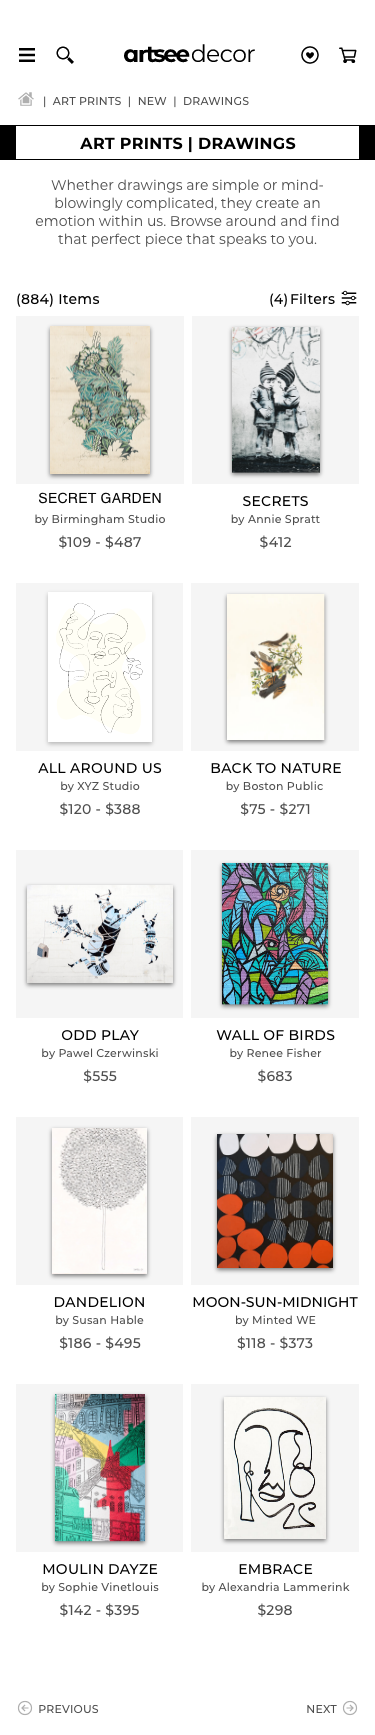 artsee decor
| ART PRINTS | NEW | DRAWINGS
ART PRINTS | DRAWINGS
Whether drawings are simple or mind-
blowingly complicated, they create an
emotion within us. Browse around and find
that perfect piece that speaks to you.
(884) Items
(4) Filters
SECRET GARDEN
by Birmingham Studio
$109 - $487
SECRETS
by Annie Spratt
$412
ALL AROUND US
by XYZ Studio
$120 - $388
BACK TO NATURE
by Boston Public
$75 - $271
ODD PLAY
by Pawel Czerwinski
$555
WALL OF BIRDS
by Renee Fisher
$683
DANDELION
by Susan Hable
$186 - $495
MOON-SUN-MIDNIGHT
by Minted WE
$118 - $373
MOULIN DAYZE
by Sophie Vinetlouis
$142 - $395
EMBRACE
by Alexandria Lammerink
$298
PREVIOUS
NEXT